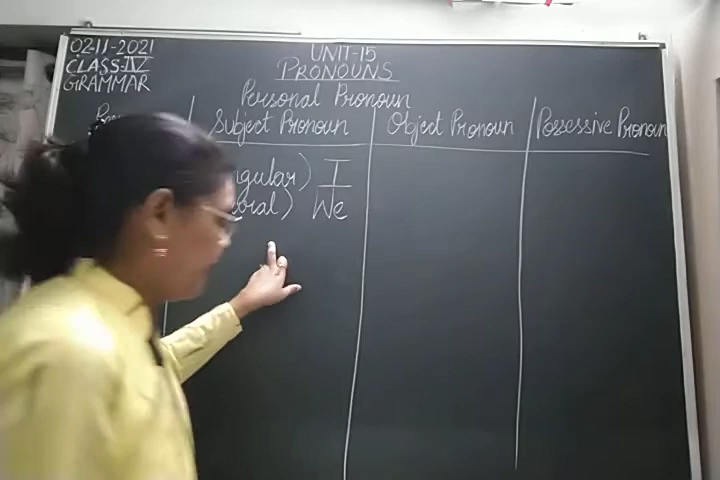 02-11-2021
CLASS:IV
GRAMMAR
UNIT-15
PRONOUNS
Personal Pronoun
Subject Pronoun
Object Pronoun
Possessive Pronoun
I
We